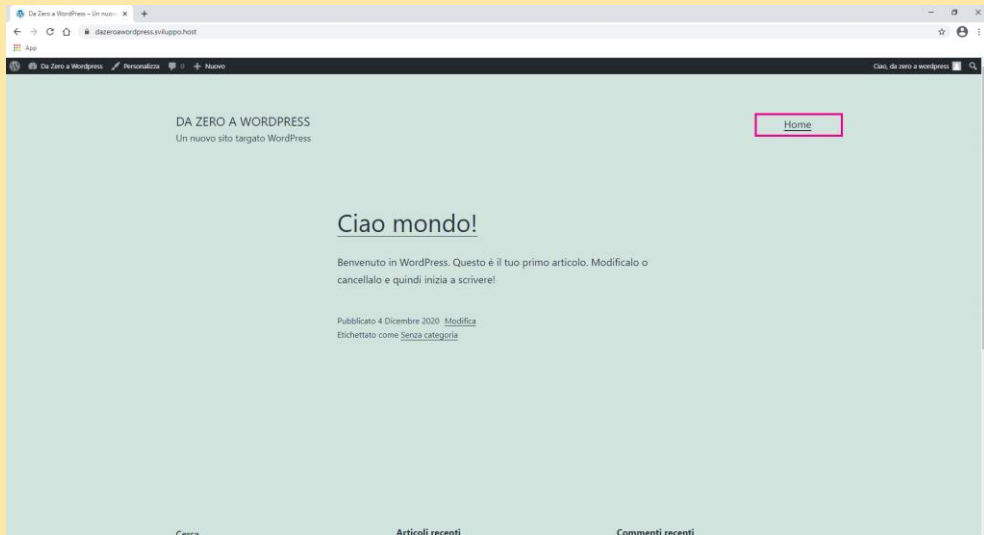 Da Zero a WordPress – Un nuo
dazeroawordpress.sviluppo.host
App
Da Zero a Wordpress Personalizza 0 Nuovo Ciao, da zero a wordpress
DA ZERO A WORDPRESS
Un nuovo sito targato WordPress
Home
Ciao mondo!
Benvenuto in WordPress. Questo è il tuo primo articolo. Modificalo o
cancellalo e quindi inizia a scrivere!
Pubblicato 4 Dicembre 2020 Modifica
Etichettato come Senza categoria
Cerca Articoli recenti Commenti recenti